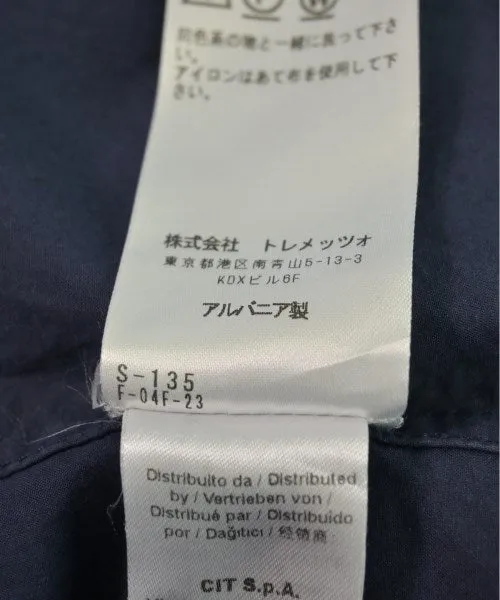 同色系の物と一緒に洗って下さ
い。
アイロンはあて布を使用して下
さい。
株式会社 トレメッツォ
東京都港区南青山5-13-3
KDXビル6F
アルバニア製
S-135
F-04F-23
Distribuito da / Distributed
by / Vertrieben von /
Distribué par / Distribuido
por / Dağıtıcı / 经销商
CIT S.p.A.